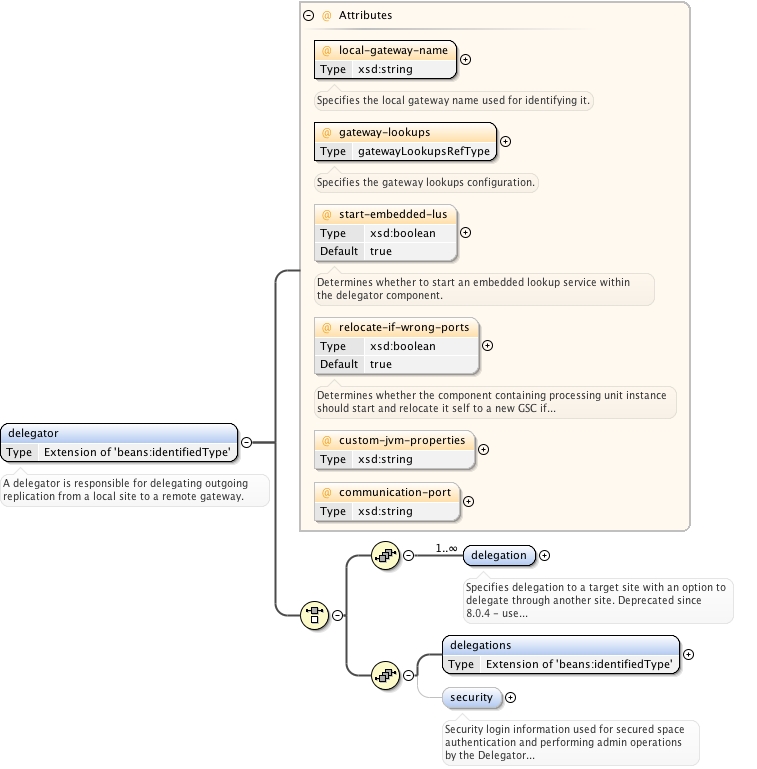 @ Attributes
@ local-gateway-name
Type xsd:string
Specifies the local gateway name used for identifying it.
@ gateway-lookups
Type gatewayLookupsRefType
Specifies the gateway lookups configuration.
@ start-embedded-lus
Type xsd:boolean
Default true
Determines whether to start an embedded lookup service within
the delegator component.
@ relocate-if-wrong-ports
Type xsd:boolean
Default true
Determines whether the component containing processing unit instance
should start and relocate it self to a new GSC if...
@ custom-jvm-properties
Type xsd:string
@ communication-port
Type xsd:string
delegator
Type Extension of 'beans:identifiedType'
A delegator is responsible for delegating outgoing
replication from a local site to a remote gateway.
1..∞
delegation
Specifies delegation to a target site with an option to
delegate through another site. Deprecated since
8.0.4 - use...
delegations
Type Extension of 'beans:identifiedType'
security
Security login information used for secured space
authentication and performing admin operations
by the Delegator...